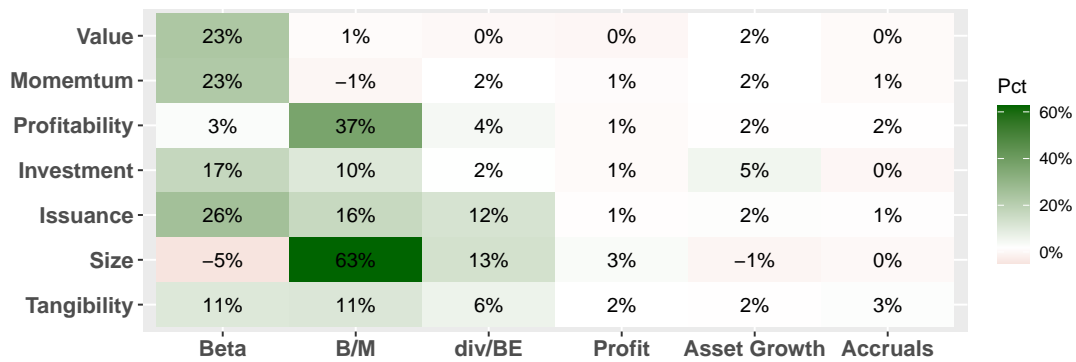 Value 23% 1% 0% 0% 2% 0%
Momemtum 23% −1% 2% 1% 2% 1%
Profitability 3% 37% 4% 1% 2% 2%
Investment 17% 10% 2% 1% 5% 0%
Issuance 26% 16% 12% 1% 2% 1%
Size −5% 63% 13% 3% −1% 0%
Tangibility 11% 11% 6% 2% 2% 3%
Beta B/M div/BE Profit Asset Growth Accruals
Pct
60%
40%
20%
0%